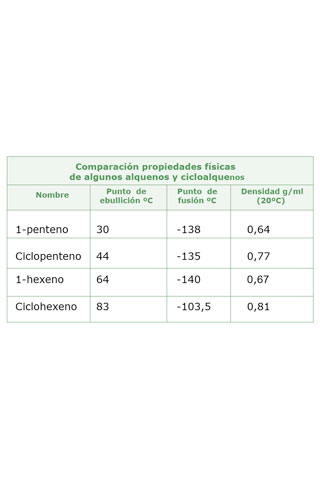 Comparación propiedades físicas
de algunos alquenos y cicloalquenos
Nombre Punto de ebullición ºC Punto de fusión ºC Densidad g/ml (20ºC)
1-penteno 30 -138 0,64
Ciclopenteno 44 -135 0,77
1-hexeno 64 -140 0,67
Ciclohexeno 83 -103,5 0,81